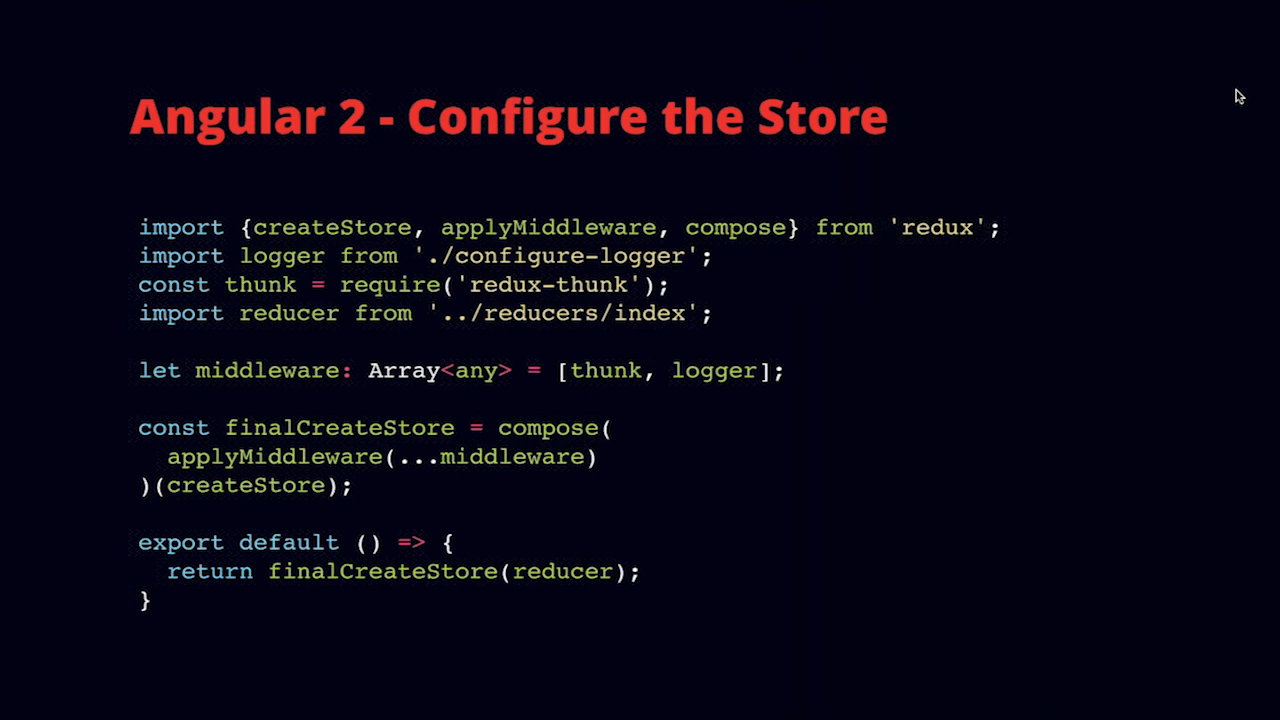 Angular 2 - Configure the Store
import {createStore, applyMiddleware, compose} from 'redux';
import logger from './configure-logger';
const thunk = require('redux-thunk');
import reducer from '../reducers/index';
let middleware: Array<any> = [thunk, logger];
const finalCreateStore = compose(
  applyMiddleware(...middleware)
)(createStore);
export default () => {
  return finalCreateStore(reducer);
}